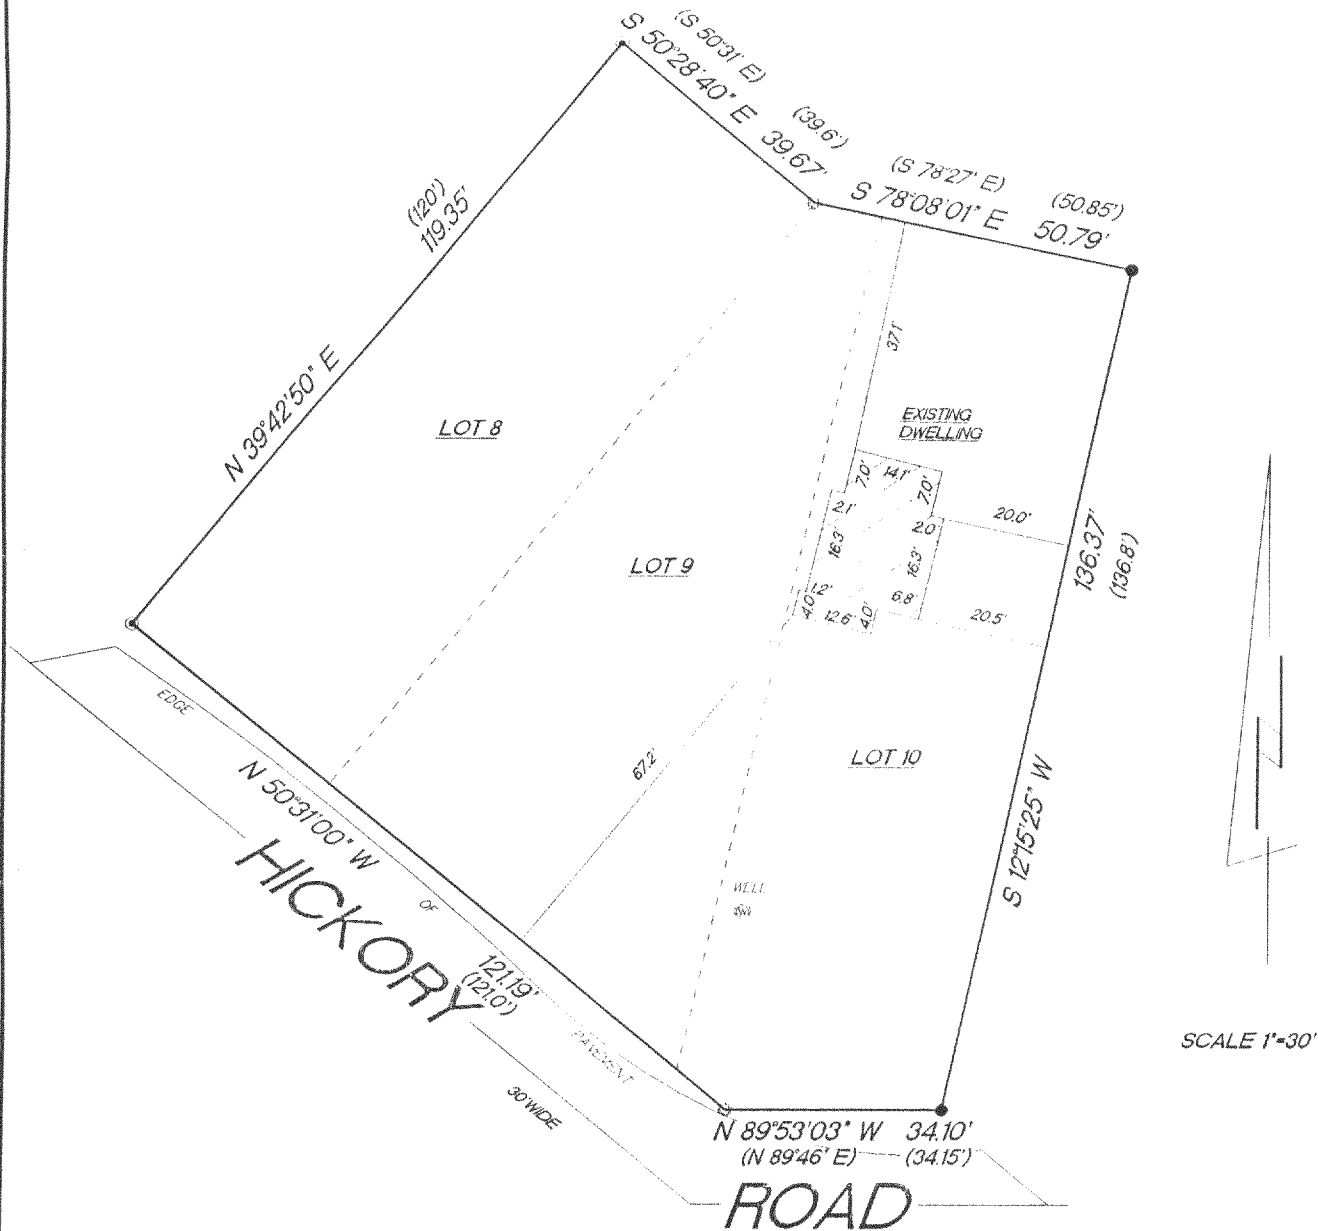 (S 50°31' E)
S 50°28'40" E 39.67'
(39.6')
(S 78°27' E) (50.85')
S 78°08'01" E 50.79'
(120')
119.35'
N 39°42'50" E
37.1'
EXISTING
DWELLING
LOT 8
7.0' 14.1' 7.0'
2.1' 2.0' 20.0'
16.3' 16.3'
136.37'
(136.8')
LOT 9
1.2' 6.8'
4.0' 12.6' 4.0' 20.5'
EDGE
67.2'
LOT 10
N 50°31'00" W
S 12°15'25" W
WELL
OF
HICKORY
121.19'
(121.0')
PAVEMENT
SCALE 1"=30'
30' WIDE
N 89°53'03" W 34.10'
(N 89°46' E) (34.15')
ROAD